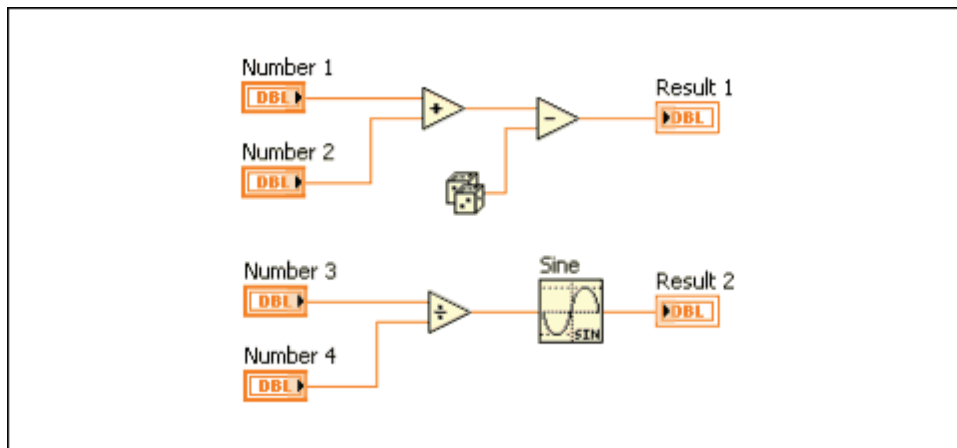 Number 1
DBL
+
-
Result 1
DBL
Number 2
DBL
Number 3
DBL
÷
Sine
SIN
Result 2
DBL
Number 4
DBL